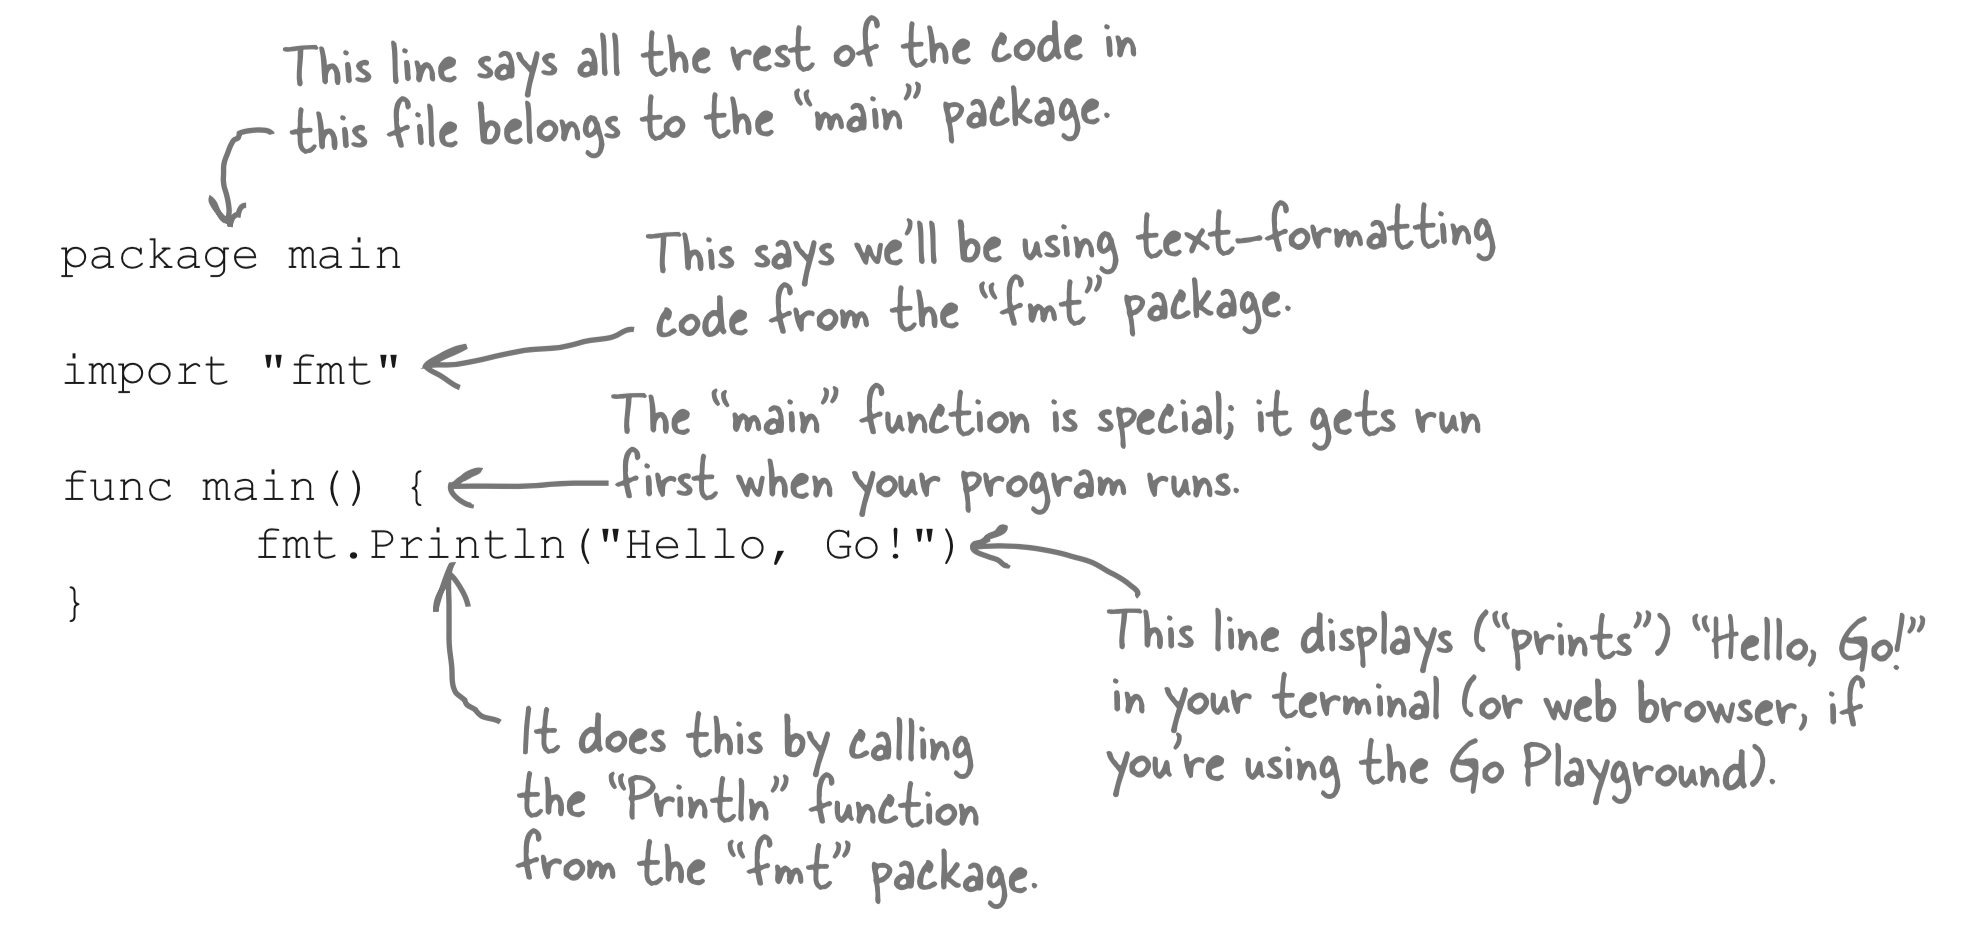 This line says all the rest of the code in
this file belongs to the “main” package.
package main
This says we’ll be using text-formatting
code from the “fmt” package.
import "fmt"
The “main” function is special; it gets run
first when your program runs.
func main() {
fmt.Println("Hello, Go!")
}
This line displays (“prints”) “Hello, Go!”
in your terminal (or web browser, if
you’re using the Go Playground).
It does this by calling
the “Println” function
from the “fmt” package.